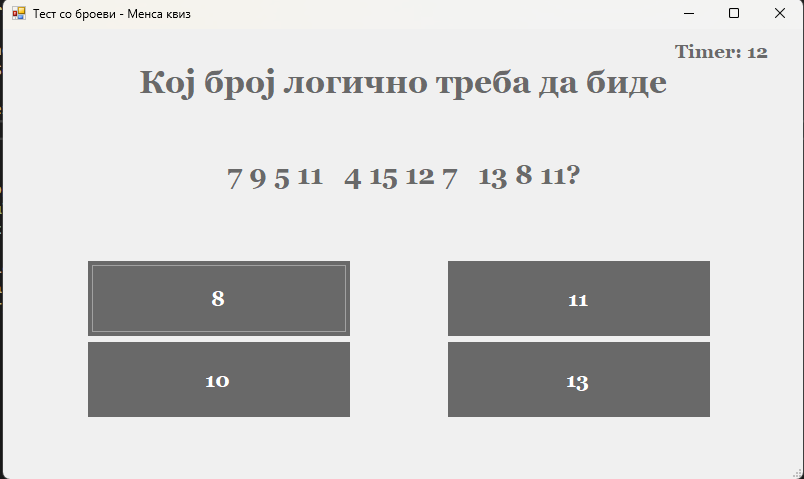 Тест со броеви - Менса квиз
Timer: 12
Кој број логично треба да биде
7 9 5 11   4 15 12 7   13 8 11?
8
11
10
13